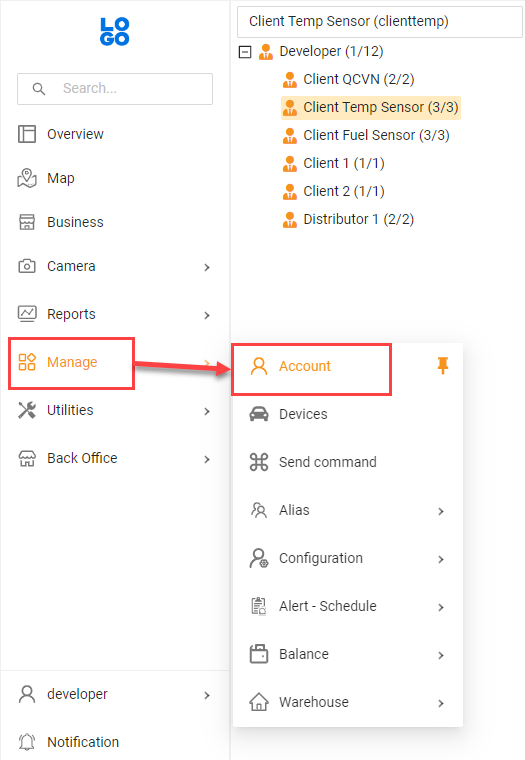 LO
GO
Search...
Overview
Map
Business
Camera
Reports
Manage
Utilities
Back Office
developer
Notification
Client Temp Sensor (clienttemp)
Developer (1/12)
Client QCVN (2/2)
Client Temp Sensor (3/3)
Client Fuel Sensor (3/3)
Client 1 (1/1)
Client 2 (1/1)
Distributor 1 (2/2)
Account
Devices
Send command
Alias
Configuration
Alert - Schedule
Balance
Warehouse